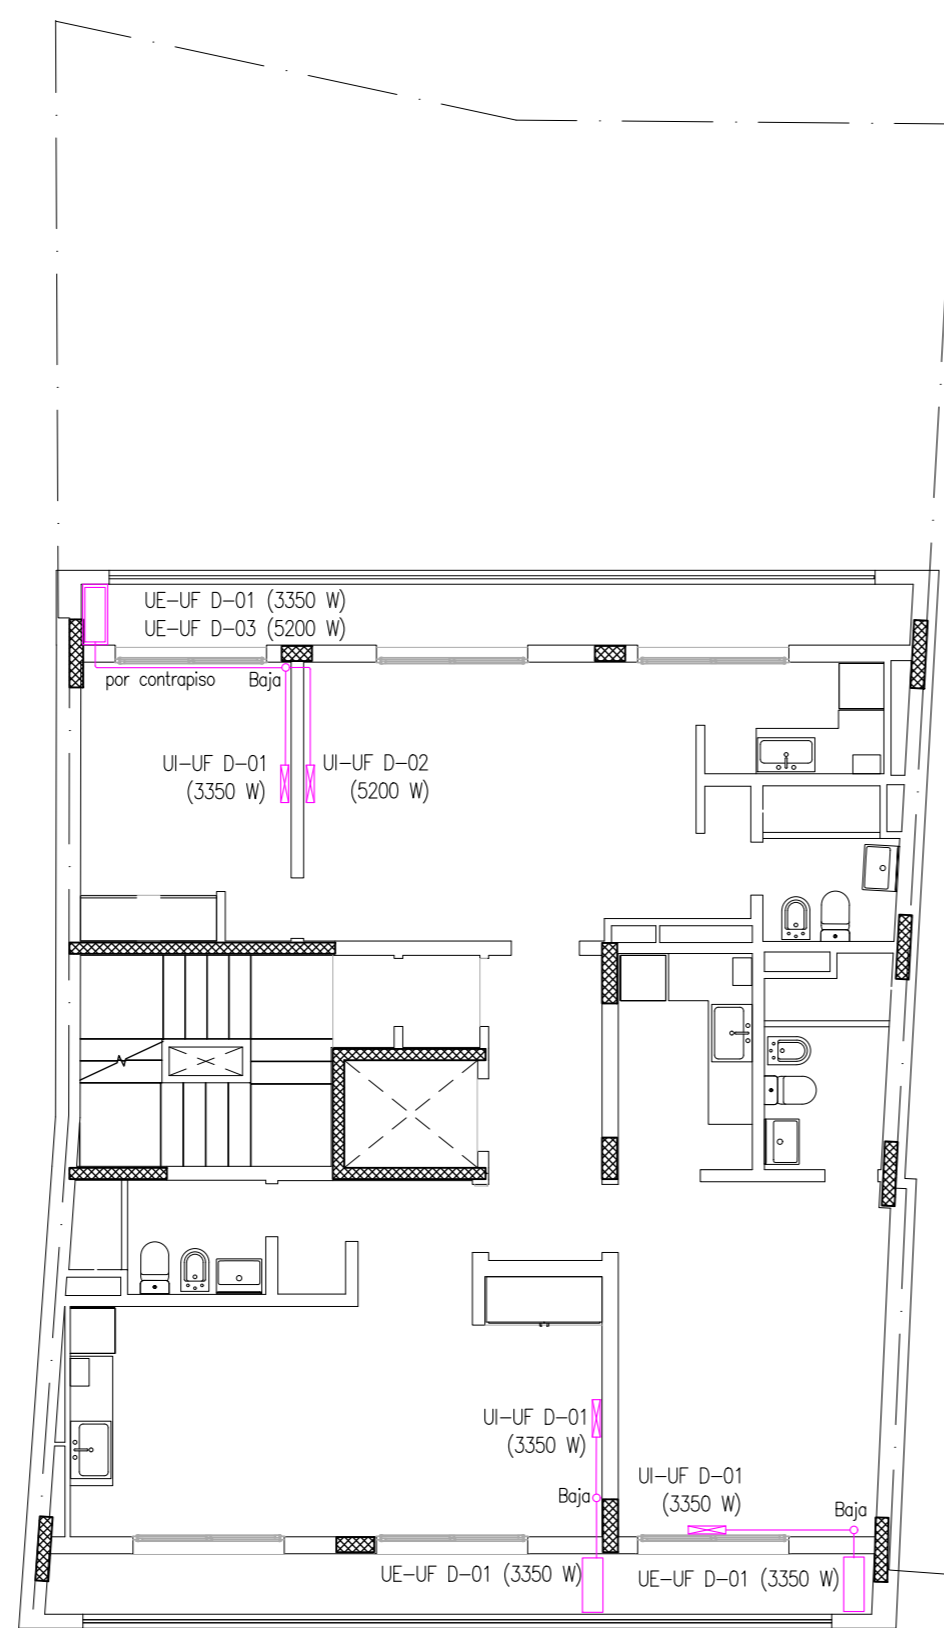 UE-UF D-01 (3350 W)
UE-UF D-03 (5200 W)
por contrapiso
Baja
UI-UF D-01
(3350 W)
UI-UF D-02
(5200 W)
UI-UF D-01
(3350 W)
Baja
UI-UF D-01
(3350 W)
Baja
UE-UF D-01 (3350 W)
UE-UF D-01 (3350 W)